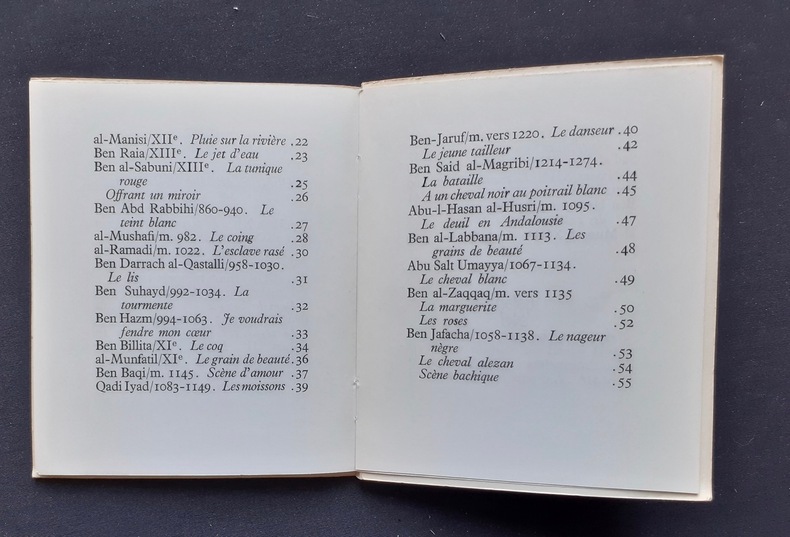 al-Manisi/XIIe. Pluie sur la rivière .22
Ben Raia/XIIIe. Le jet d'eau .23
Ben al-Sabuni/XIIIe. La tunique
rouge .25
Offrant un miroir .26
Ben Abd Rabbihi/860-940. Le
teint blanc .27
al-Mushafi/m. 982. Le coing .28
al-Ramadi/m. 1022. L'esclave rasé .30
Ben Darrach al-Qastalli/958-1030.
Le lis .31
Ben Suhayd/992-1034. La
tourmente .32
Ben Hazm/994-1063. Je voudrais
fendre mon cœur .33
Ben Billita/XIe. Le coq .34
al-Munfatil/XIe. Le grain de beauté .36
Ben Baqi/m. 1145. Scène d'amour .37
Qadi Iyad/1083-1149. Les moissons .39
Ben-Jaruf/m. vers 1220. Le danseur .40
Le jeune tailleur .42
Ben Said al-Magribi/1214-1274.
La bataille .44
A un cheval noir au poitrail blanc .45
Abu-l-Hasan al-Husri/m. 1095.
Le deuil en Andalousie .47
Ben al-Labbana/m. 1113. Les
grains de beauté .48
Abu Salt Umayya/1067-1134.
Le cheval blanc .49
Ben al-Zaqqaq/m. vers 1135
La marguerite .50
Les roses .52
Ben Jafacha/1058-1138. Le nageur
nègre .53
Le cheval alezan .54
Scène bachique .55